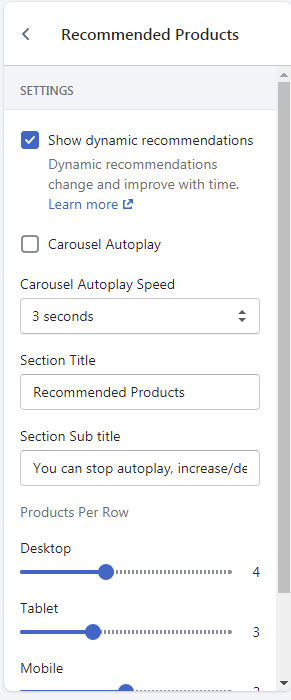 Recommended Products
SETTINGS
Show dynamic recommendations
Dynamic recommendations
change and improve with time.
Learn more
Carousel Autoplay
Carousel Autoplay Speed
3 seconds
Section Title
Recommended Products
Section Sub title
You can stop autoplay, increase/de
Products Per Row
Desktop
4
Tablet
3
Mobile